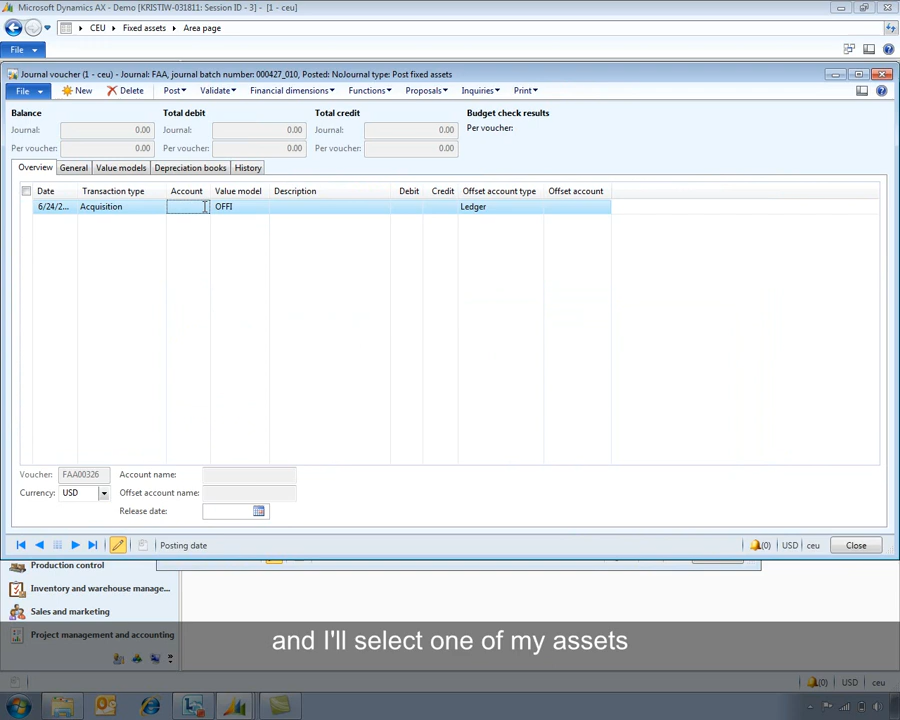 Microsoft Dynamics AX - Demo [KRISTIW-031811: Session ID - 3] - [1 - ceu]
CEU
Fixed assets
Area page
File
Journal voucher (1 - ceu) - Journal: FAA, journal batch number: 000427_010, Posted: NoJournal type: Post fixed assets
File
New
Delete
Post
Validate
Financial dimensions
Functions
Proposals
Inquiries
Print
Balance
Total debit
Total credit
Budget check results
Journal: 0.00
Journal: 0.00
Journal: 0.00
Per voucher:
Per voucher: 0.00
Per voucher: 0.00
Per voucher: 0.00
Overview
General
Value models
Depreciation books
History
Date
Transaction type
Account
Value model
Description
Debit
Credit
Offset account type
Offset account
6/24/2...
Acquisition
OFFI
Ledger
Voucher: FAA00326
Account name:
Currency: USD
Offset account name:
Release date:
Posting date
(0)
USD
ceu
Close
Production control
Inventory and warehouse manage...
Sales and marketing
Project management and accounting
and I'll select one of my assets
(0)
USD
ceu